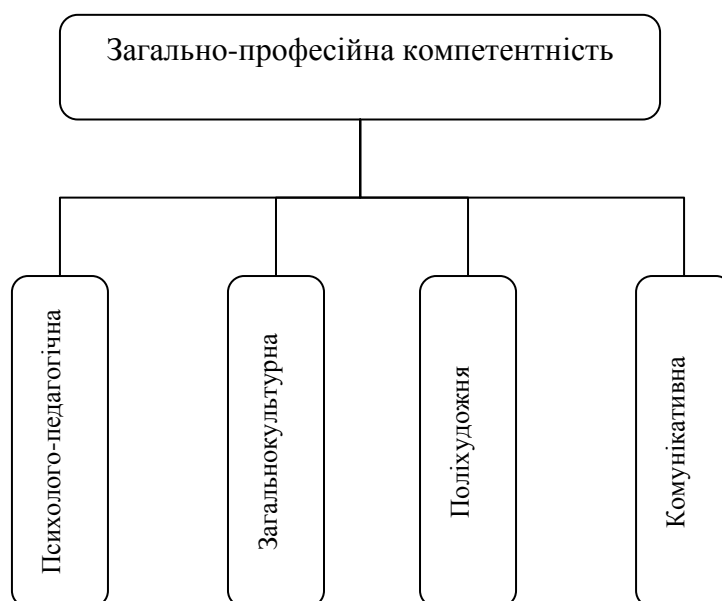 Загально-професійна компетентність
Психолого-педагогічна
Загальнокультурна
Поліхудожня
Комунікативна